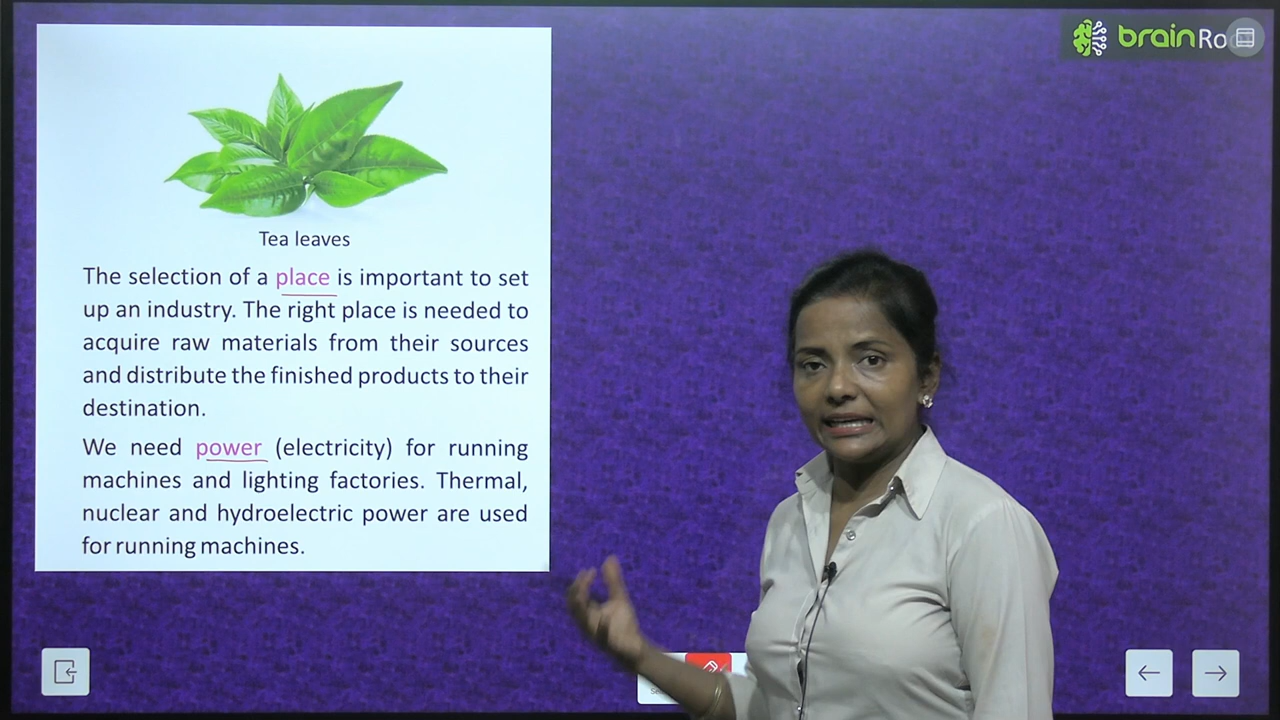 brain Ro
Tea leaves
The selection of a place is important to set
up an industry. The right place is needed to
acquire raw materials from their sources
and distribute the finished products to their
destination.
We need power (electricity) for running
machines and lighting factories. Thermal,
nuclear and hydroelectric power are used
for running machines.